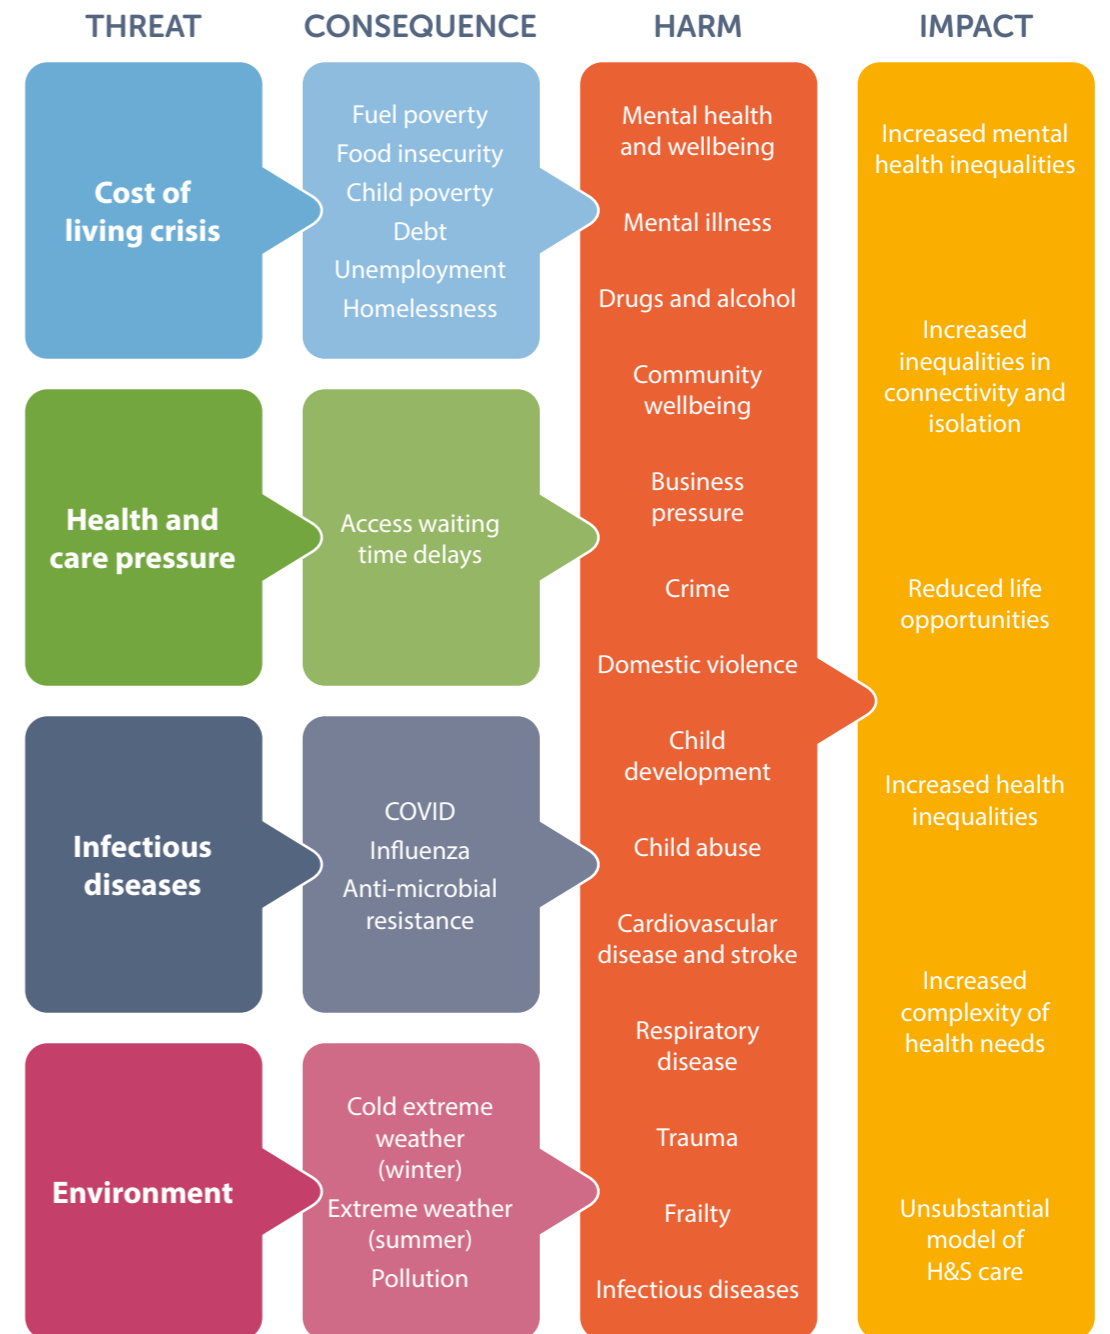 THREAT
CONSEQUENCE
HARM
IMPACT
Cost of
living crisis
Fuel poverty
Food insecurity
Child poverty
Debt
Unemployment
Homelessness
Health and
care pressure
Access waiting
time delays
Infectious
diseases
COVID
Influenza
Anti-microbial
resistance
Environment
Cold extreme
weather
(winter)
Extreme weather
(summer)
Pollution
Mental health
and wellbeing
Mental illness
Drugs and alcohol
Community
wellbeing
Business
pressure
Crime
Domestic violence
Child
development
Child abuse
Cardiovascular
disease and stroke
Respiratory
disease
Trauma
Frailty
Infectious diseases
Increased mental
health inequalities
Increased
inequalities in
connectivity and
isolation
Reduced life
opportunities
Increased health
inequalities
Increased
complexity of
health needs
Unsubstantial
model of
H&S care